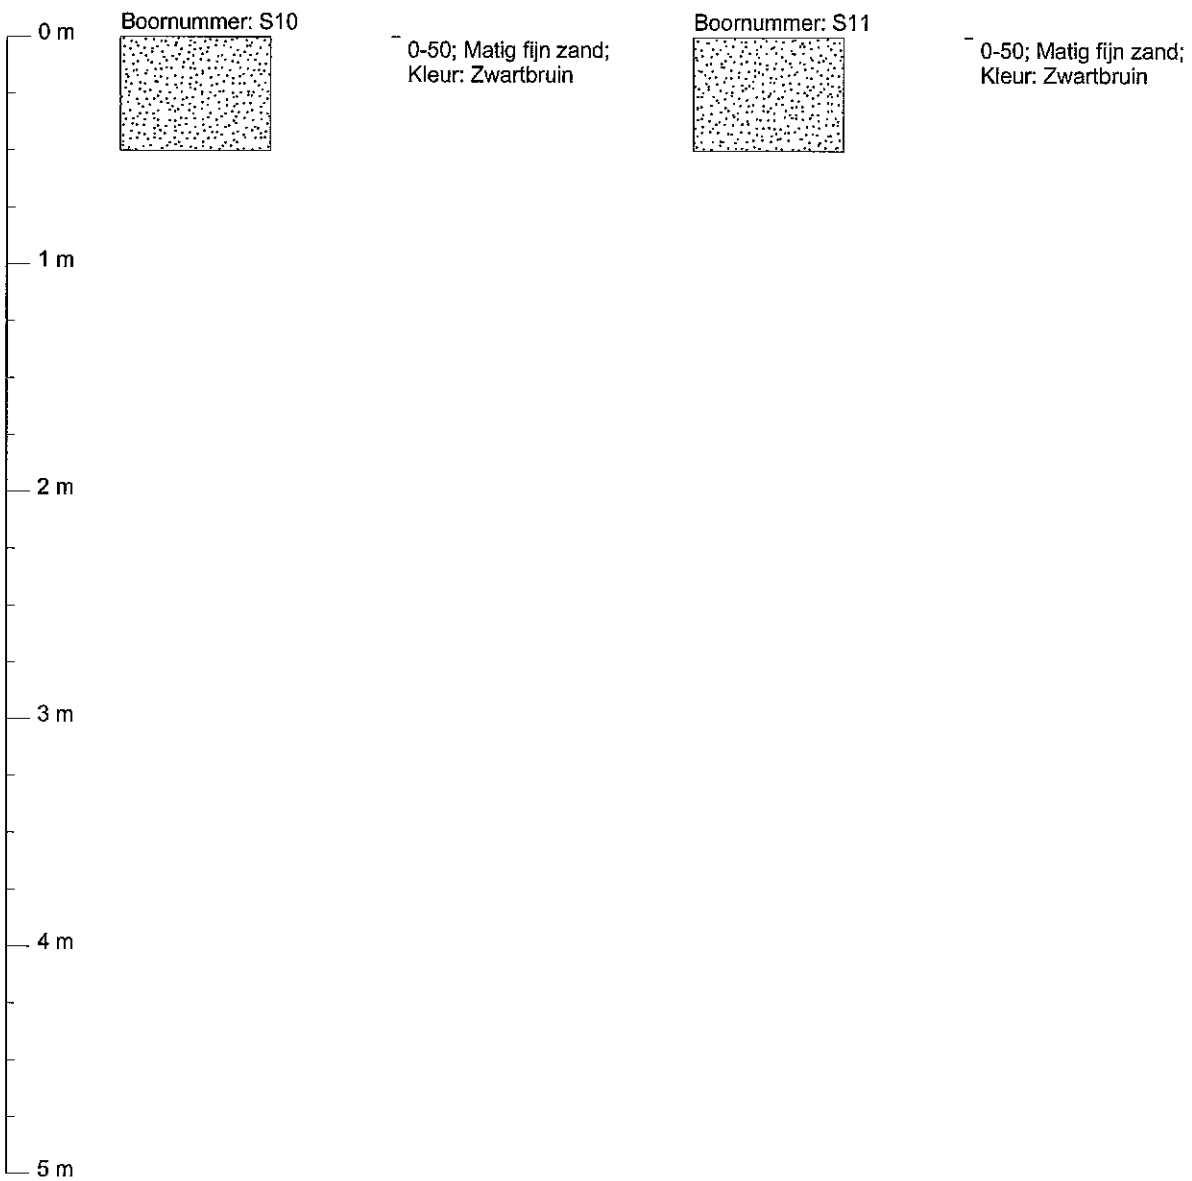 0 m
Boornummer: S10
0-50; Matig fijn zand;
Kleur: Zwartbruin
Boornummer: S11
0-50; Matig fijn zand;
Kleur: Zwartbruin
1 m
2 m
3 m
4 m
5 m